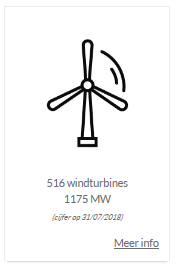 516 windturbines
1175 MW
(cijfer op 31/07/2018)
Meer info